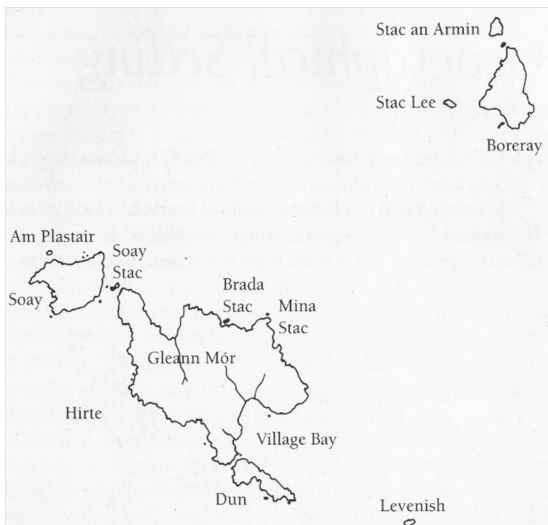 Stac an Armin
Stac Lee
Boreray
Am Plastair
Soay
Stac
Soay
Brada
Stac
Mina
Stac
Gleann Mór
Hirte
Village Bay
Dun
Levenish